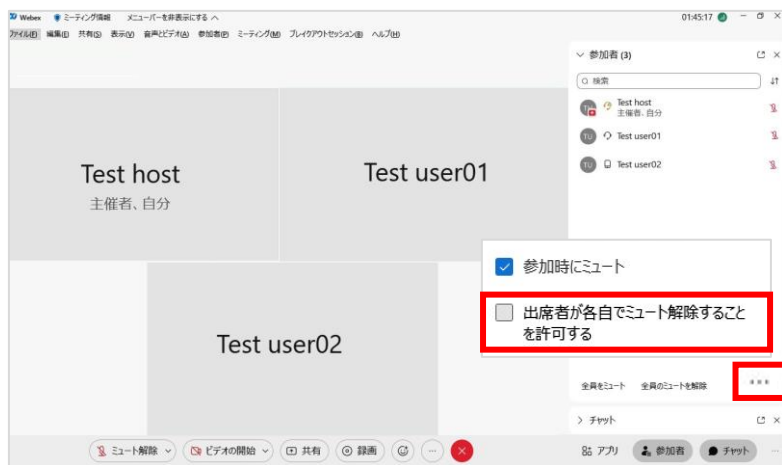 Webex ミーティング情報 メニューバーを非表示にする 01:45:17
ファイル(F) 編集(E) 共有(S) 表示(V) 音声とビデオ(A) 参加者(P) ミーティング(M) ブレイクアウトセッション(B) ヘルプ(H)
参加者 (3)
検索
Test host
主催者、自分
TU Test user01
TU Test user02
Test host
主催者、自分
Test user01
Test user02
参加時にミュート
出席者が各自でミュート解除すること
を許可する
全員をミュート 全員のミュートを解除
チャット
ミュート解除 ビデオの開始 共有 録画 アプリ 参加者 チャット